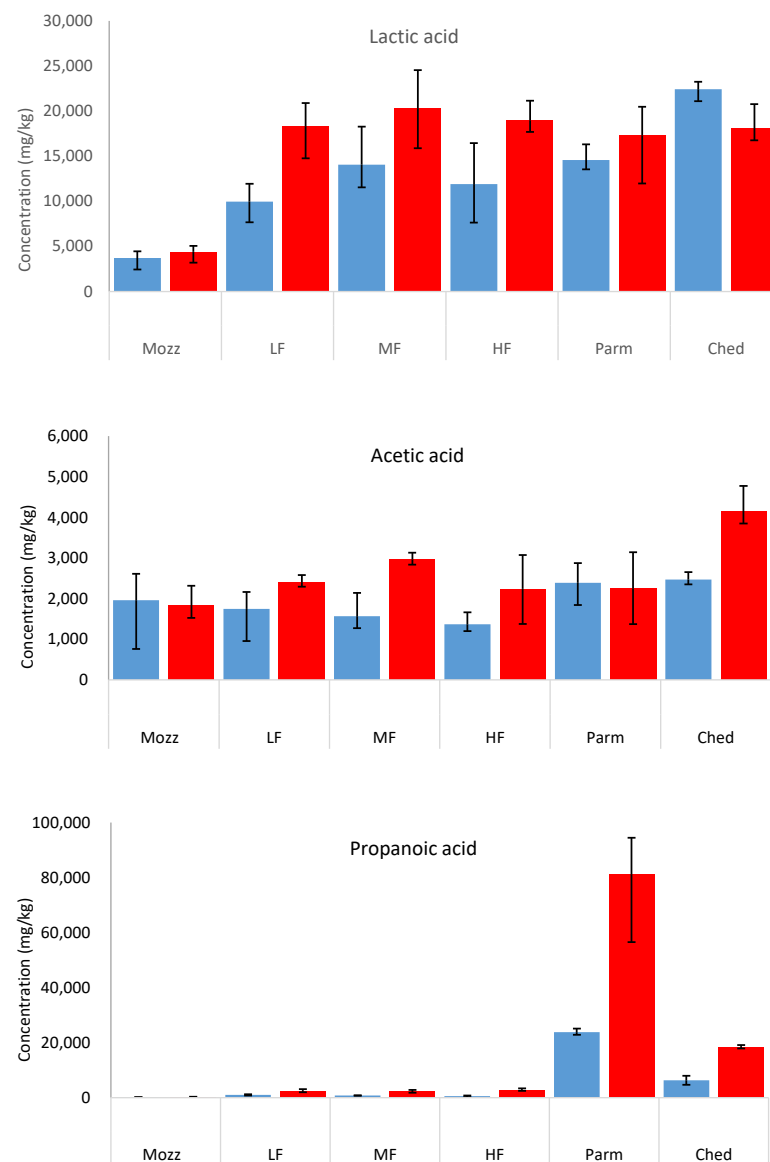 Lactic acid
Concentration (mg/kg)
30,000
25,000
20,000
15,000
10,000
5,000
0
Mozz LF MF HF Parm Ched
Acetic acid
Concentration (mg/kg)
6,000
5,000
4,000
3,000
2,000
1,000
0
Mozz LF MF HF Parm Ched
Propanoic acid
Concentration (mg/kg)
100,000
80,000
60,000
40,000
20,000
0
Mozz LF MF HF Parm Ched